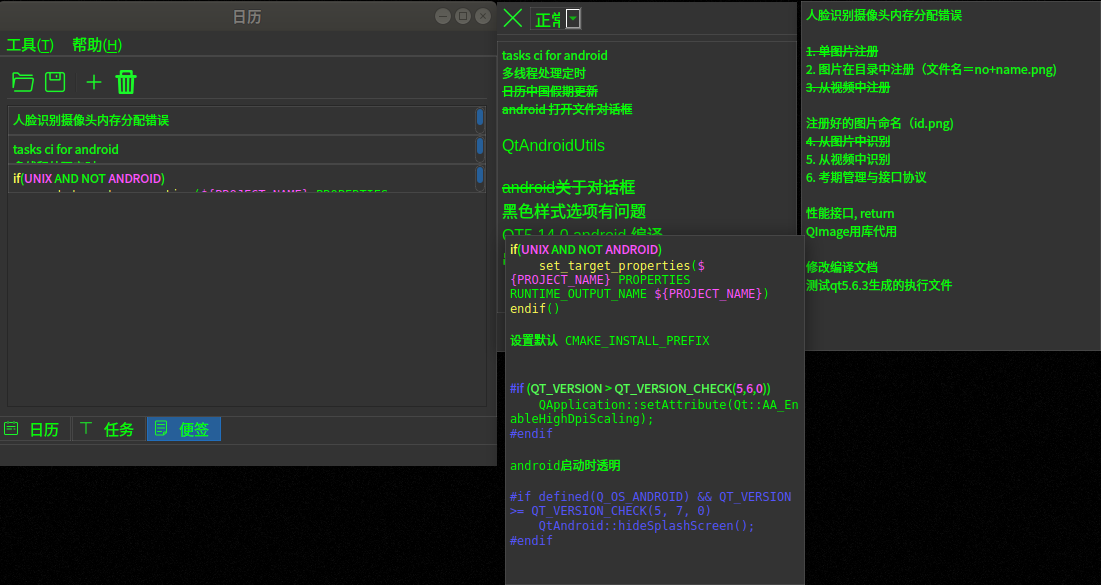 日历
工具(T) 帮助(H)
人脸识别摄像头内存分配错误
tasks ci for android
if(UNIX AND NOT ANDROID)
日历 任务 便签
正常
tasks ci for android
多线程处理定时
日历中国假期更新
android 打开文件对话框
QtAndroidUtils
android关于对话框
黑色样式选项有问题
QT5.14.0 android 编译
if(UNIX AND NOT ANDROID)
set_target_properties($
{PROJECT_NAME} PROPERTIES
RUNTIME_OUTPUT_NAME ${PROJECT_NAME})
endif()
设置默认 CMAKE_INSTALL_PREFIX
#if (QT_VERSION > QT_VERSION_CHECK(5,6,0))
QApplication::setAttribute(Qt::AA_En
ableHighDpiScaling);
#endif
android启动时透明
#if defined(Q_OS_ANDROID) && QT_VERSION
>= QT_VERSION_CHECK(5, 7, 0)
QtAndroid::hideSplashScreen();
#endif
人脸识别摄像头内存分配错误
1. 单图片注册
2. 图片在目录中注册（文件名＝no+name.png)
3. 从视频中注册
注册好的图片命名（id.png)
4. 从图片中识别
5. 从视频中识别
6. 考期管理与接口协议
性能接口, return
QImage用库代用
修改编译文档
测试qt5.6.3生成的执行文件